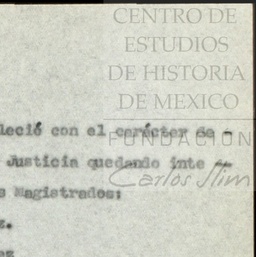 CENTRO DE
ESTUDIOS
DE HISTORIA
DE MEXICO
FUNDACION
Carlos Slim
leció con el carácter de -
Justicia quedando inte --
s Magistrados:
z.
ez